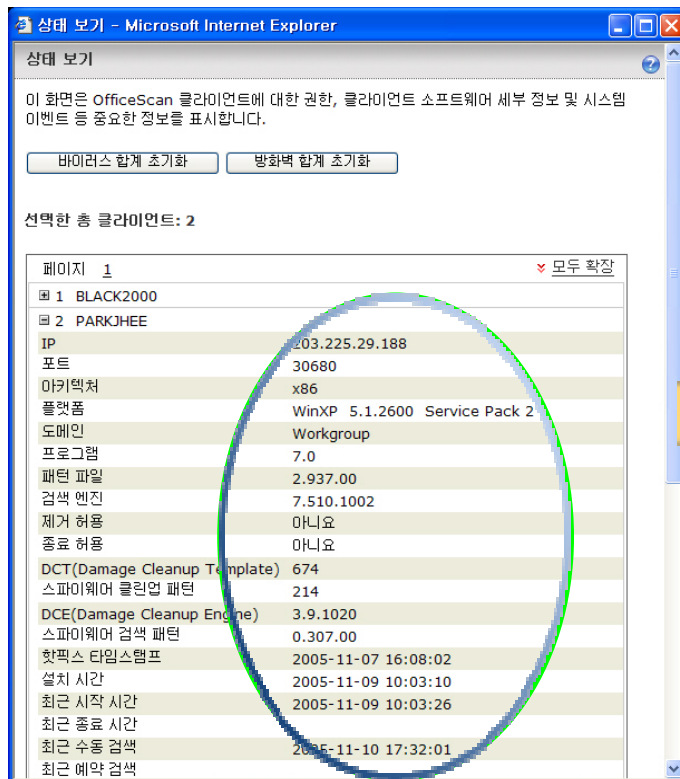 상태 보기 - Microsoft Internet Explorer
상태 보기
이 화면은 OfficeScan 클라이언트에 대한 권한, 클라이언트 소프트웨어 세부 정보 및 시스템
이벤트 등 중요한 정보를 표시합니다.
바이러스 합계 초기화 방화벽 합계 초기화
선택한 총 클라이언트: 2
페이지 1 모두 확장
1 BLACK2000
2 PARKJHEE
IP 203.225.29.188
포트 30680
아키텍처 x86
플랫폼 WinXP 5.1.2600 Service Pack 2
도메인 Workgroup
프로그램 7.0
패턴 파일 2.937.00
검색 엔진 7.510.1002
제거 허용 아니요
종료 허용 아니요
DCT(Damage Cleanup Template) 674
스파이웨어 클린업 패턴 214
DCE(Damage Cleanup Engine) 3.9.1020
스파이웨어 검색 패턴 0.307.00
핫픽스 타임스탬프 2005-11-07 16:08:02
설치 시간 2005-11-09 10:03:10
최근 시작 시간 2005-11-09 10:03:26
최근 종료 시간
최근 수동 검색 2005-11-10 17:32:01
최근 예약 검색